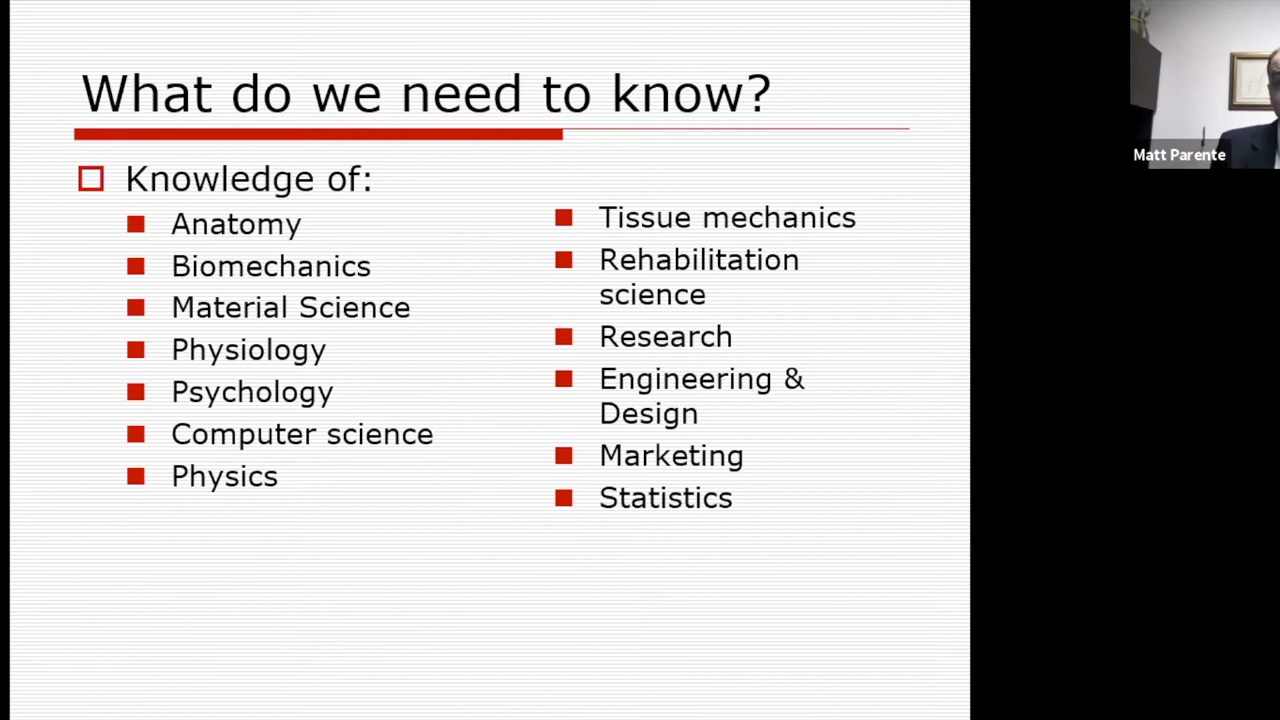 What do we need to know?
Knowledge of:
Anatomy
Biomechanics
Material Science
Physiology
Psychology
Computer science
Physics
Tissue mechanics
Rehabilitation
science
Research
Engineering &
Design
Marketing
Statistics
Matt Parente